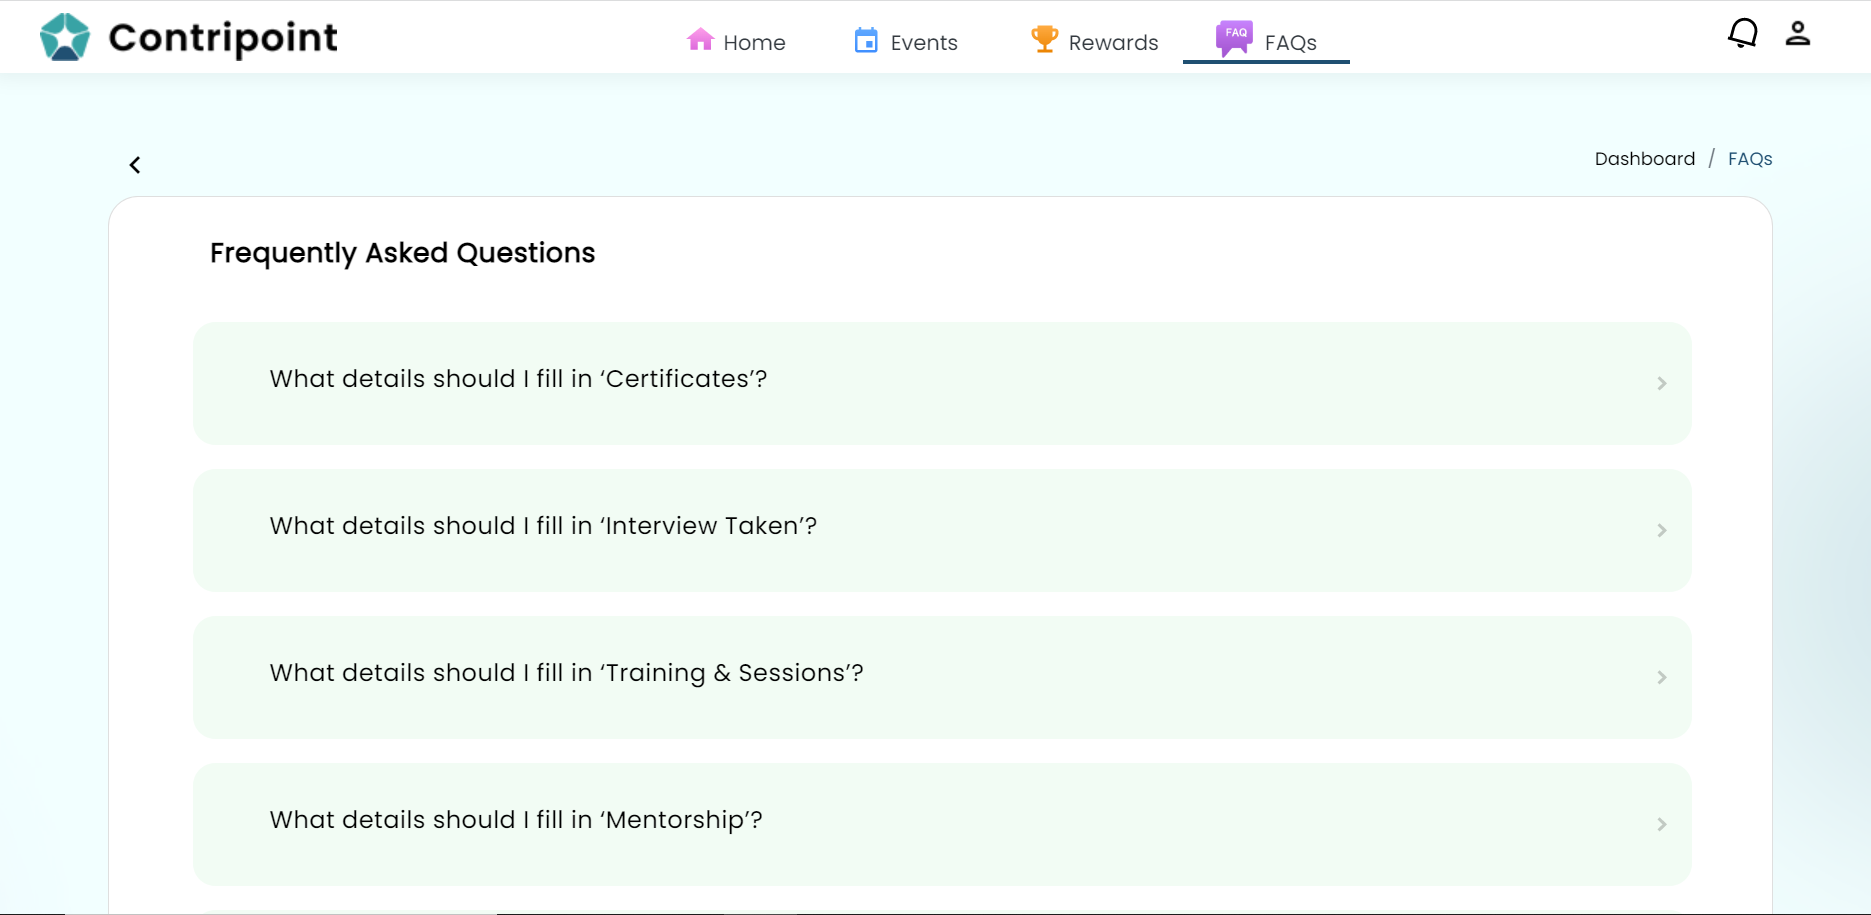 Contripoint
Home
Events
Rewards
FAQ
FAQs
Dashboard / FAQs
Frequently Asked Questions
What details should I fill in ‘Certificates’?
What details should I fill in ‘Interview Taken’?
What details should I fill in ‘Training & Sessions’?
What details should I fill in ‘Mentorship’?